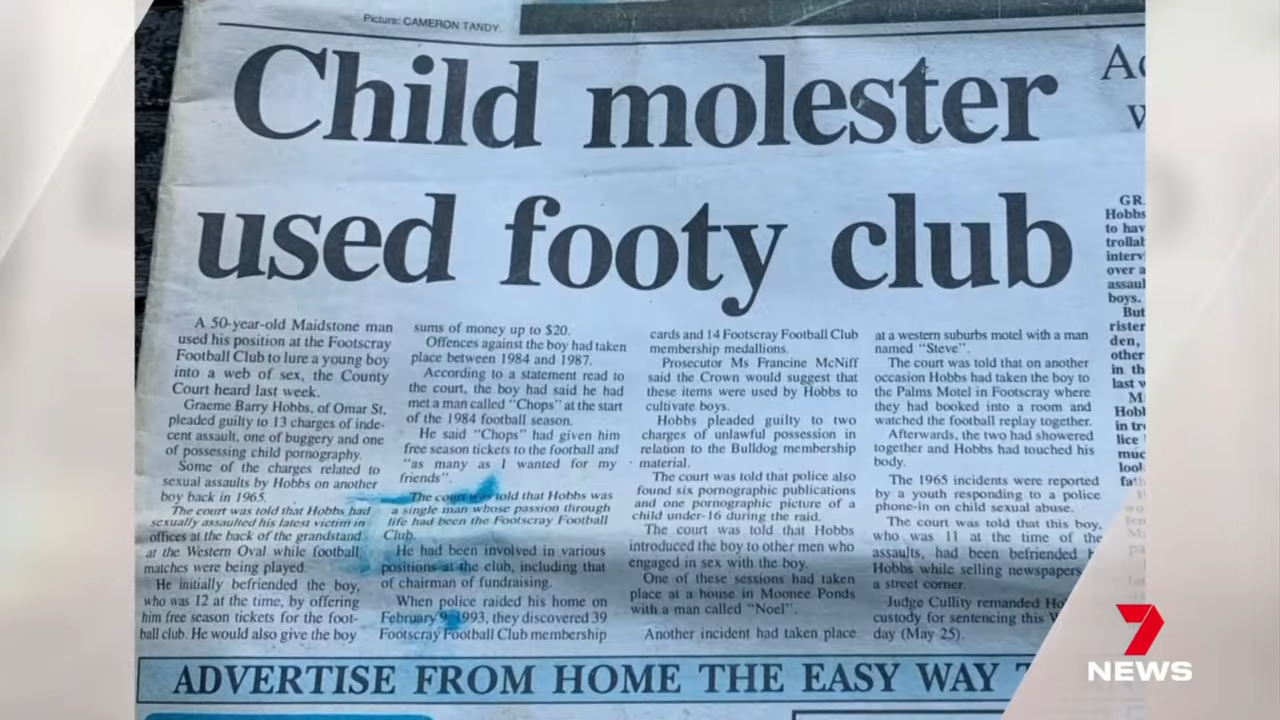 Picture: CAMERON TANDY.
Child molester
used footy club
A 50-year-old Maidstone man
used his position at the Footscray
Football Club to lure a young boy
into a web of sex, the County
Court heard last week.
Graeme Barry Hobbs, of Omar St,
pleaded guilty to 13 charges of inde-
cent assault, one of buggery and one
of possessing child pornography.
Some of the charges related to
sexual assaults by Hobbs on another
boy back in 1965.
The court was told that Hobbs had
sexually assaulted his latest victim in
offices at the back of the grandstand
at the Western Oval while football
matches were being played.
He initially befriended the boy,
who was 12 at the time, by offering
him free season tickets for the foot-
ball club. He would also give the boy
sums of money up to $20.
Offences against the boy had taken
place between 1984 and 1987.
According to a statement read to
the court, the boy had said he had
met a man called "Chops" at the start
of the 1984 football season.
He said "Chops" had given him
free season tickets to the football and
"as many as I wanted for my
friends".
The court was told that Hobbs was
a single man whose passion through
life had been the Footscray Football
Club.
He had been involved in various
positions at the club, including that
of chairman of fundraising.
When police raided his home on
February 9, 1993, they discovered 39
Footscray Football Club membership
cards and 14 Footscray Football Club
membership medallions.
Prosecutor Ms Francine McNiff
said the Crown would suggest that
these items were used by Hobbs to
cultivate boys.
Hobbs pleaded guilty to two
charges of unlawful possession in
relation to the Bulldog membership
material.
The court was told that police also
found six pornographic publications
and one pornographic picture of a
child under-16 during the raid.
The court was told that Hobbs
introduced the boy to other men who
engaged in sex with the boy.
One of these sessions had taken
place at a house in Moonee Ponds
with a man called "Noel".
Another incident had taken place
at a western suburbs motel with a man
named "Steve".
The court was told that on another
occasion Hobbs had taken the boy to
the Palms Motel in Footscray where
they had booked into a room and
watched the football replay together.
Afterwards, the two had showered
together and Hobbs had touched his
body.
The 1965 incidents were reported
by a youth responding to a police
phone-in on child sexual abuse.
The court was told that this boy,
who was 11 at the time of the
assaults, had been befriended
Hobbs while selling newspapers
a street corner.
Judge Cullity remanded Ho
custody for sentencing this W
day (May 25).
GR
Hobbs
to hav
trollab
interv
over a
assaul
boys.
But
rister
den,
other
in th
last w
M
Hobb
in tr
lice
muc
look
fath
ADVERTISE FROM HOME THE EASY WAY
7
NEWS